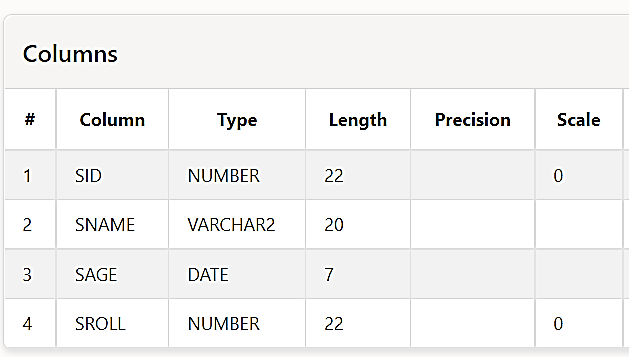 Columns
# Column Type Length Precision Scale
1 SID NUMBER 22 0
2 SNAME VARCHAR2 20
3 SAGE DATE 7
4 SROLL NUMBER 22 0